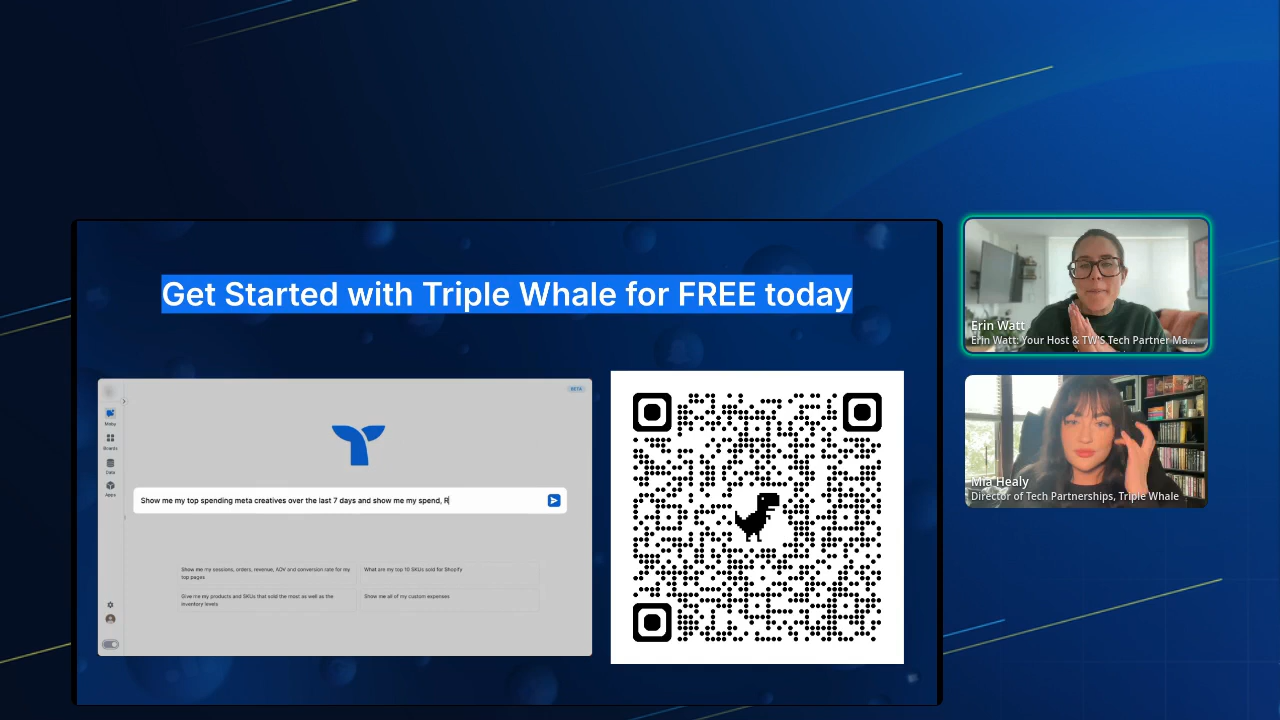 Get Started with Triple Whale for FREE today
BETA
Moby
Boards
Data
Apps
Show me my top spending meta creatives over the last 7 days and show me my spend, R
Show me my sessions, orders, revenue, AOV and conversion rate for my
top pages
What are my top 10 SKUs sold for Shopify
Give me my products and SKUs that sold the most as well as the
inventory levels
Show me all of my custom expenses
Erin Watt
Erin Watt: Your Host & TW'S Tech Partner Ma...
Mia Healy
Director of Tech Partnerships, Triple Whale